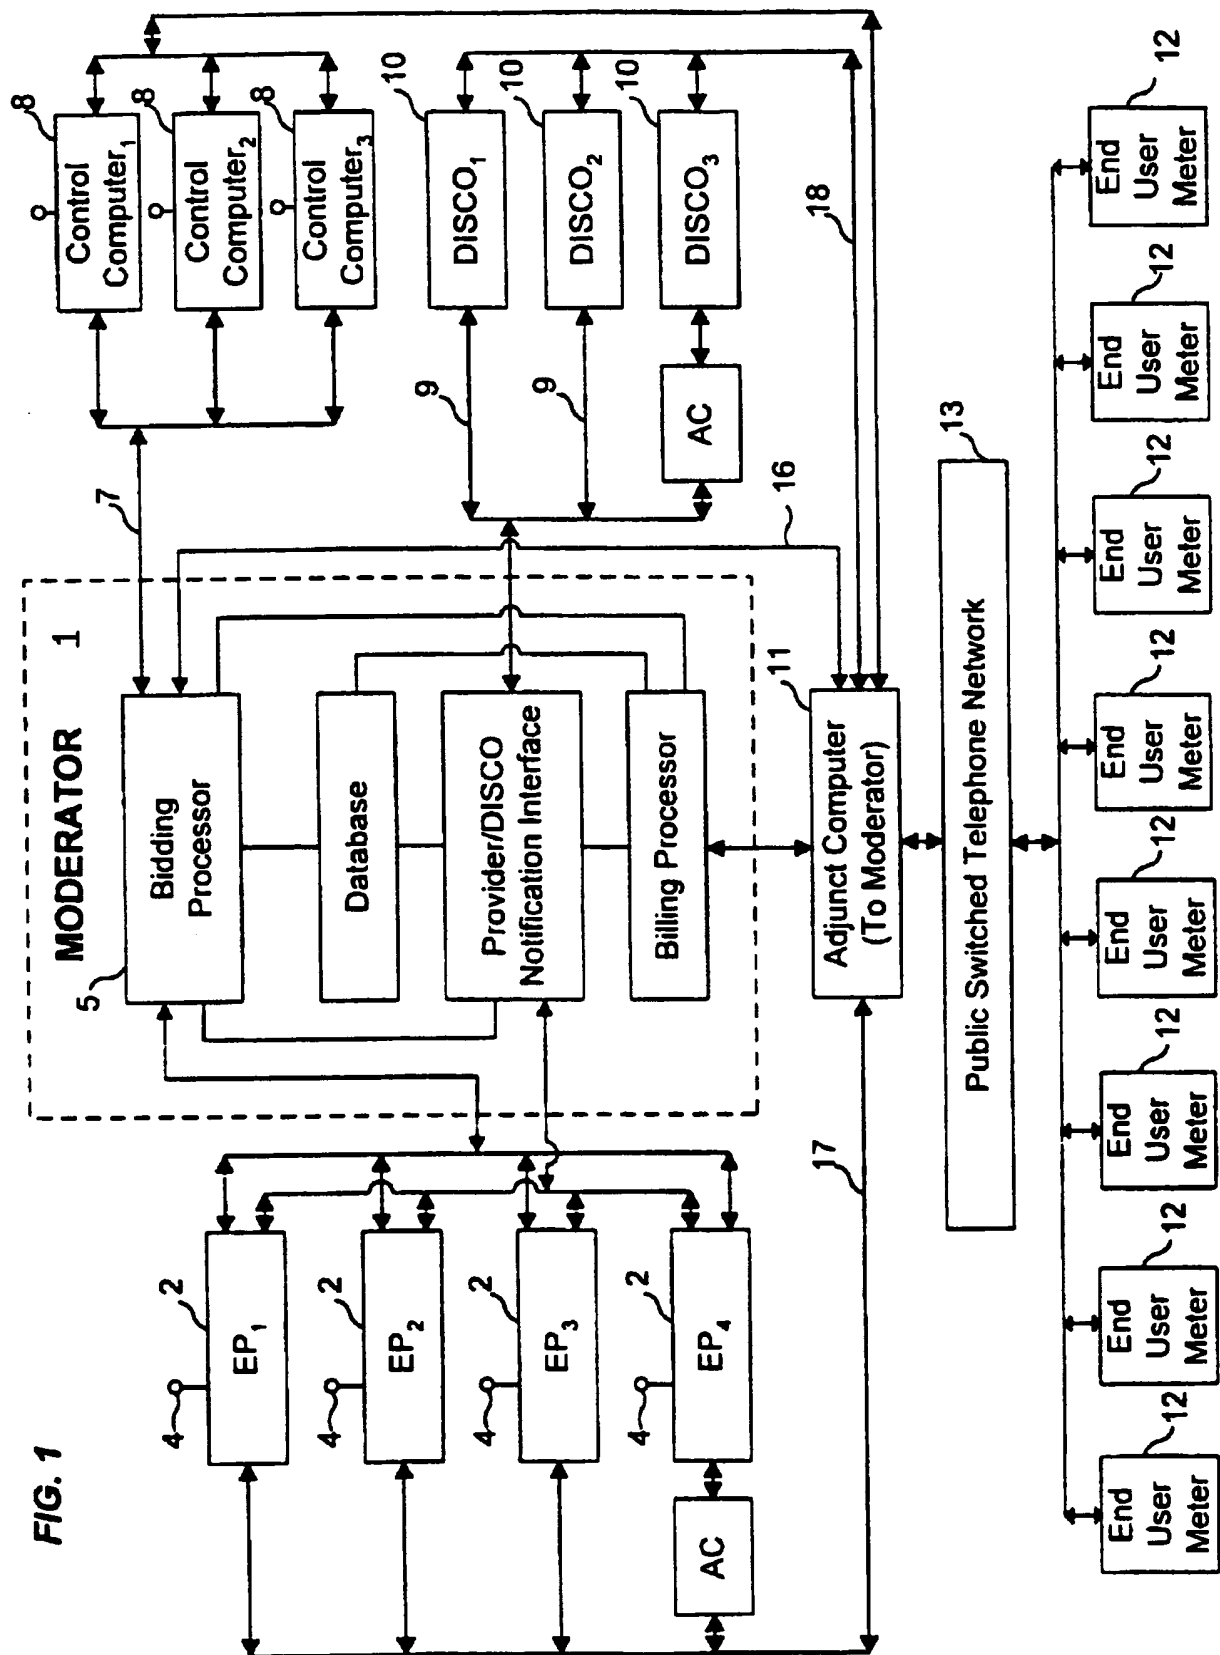 FIG. 1
MODERATOR
1
5
Bidding
Processor
Database
Provider/DISCO
Notification Interface
Billing Processor
4
2
EP1
4
2
EP2
4
2
EP3
4
2
EP4
AC
7
8
Control
Computer1
8
Control
Computer2
8
Control
Computer3
9
10
DISCO1
9
10
DISCO2
10
DISCO3
AC
16
17
18
11
Adjunct Computer
(To Moderator)
13
Public Switched Telephone Network
12
End
User
Meter
12
End
User
Meter
12
End
User
Meter
12
End
User
Meter
12
End
User
Meter
12
End
User
Meter
12
End
User
Meter
12
End
User
Meter